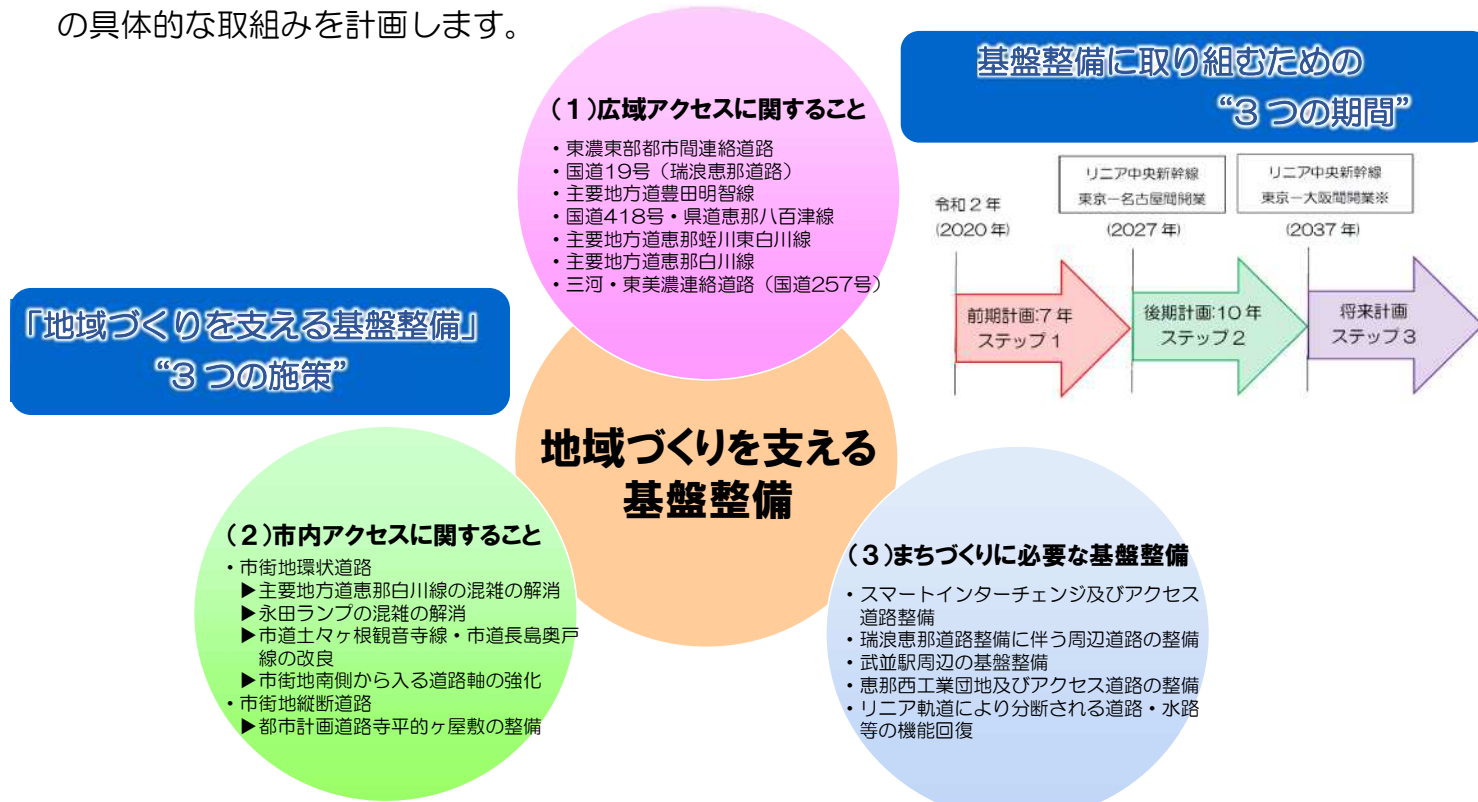 の具体的な取組みを計画します。
基盤整備に取り組むための
“3つの期間”
リニア中央新幹線
東京－名古屋間開業
リニア中央新幹線
東京－大阪間開業※
令和2年
(2020年)
(2027年)
(2037年)
前期計画:7年
ステップ1
後期計画:10年
ステップ2
将来計画
ステップ3
「地域づくりを支える基盤整備」
“3つの施策”
(1)広域アクセスに関すること
・東濃東部都市間連絡道路
・国道19号（瑞浪恵那道路）
・主要地方道豊田明智線
・国道418号・県道恵那八百津線
・主要地方道恵那蛭川東白川線
・主要地方道恵那白川線
・三河・東美濃連絡道路（国道257号）
地域づくりを支える
基盤整備
(2)市内アクセスに関すること
・市街地環状道路
▶主要地方道恵那白川線の混雑の解消
▶永田ランプの混雑の解消
▶市道土々ヶ根観音寺線・市道長島奥戸
線の改良
▶市街地南側から入る道路軸の強化
・市街地縦断道路
▶都市計画道路寺平的ヶ屋敷の整備
(3)まちづくりに必要な基盤整備
・スマートインターチェンジ及びアクセス
道路整備
・瑞浪恵那道路整備に伴う周辺道路の整備
・武並駅周辺の基盤整備
・恵那西工業団地及びアクセス道路の整備
・リニア軌道により分断される道路・水路
等の機能回復